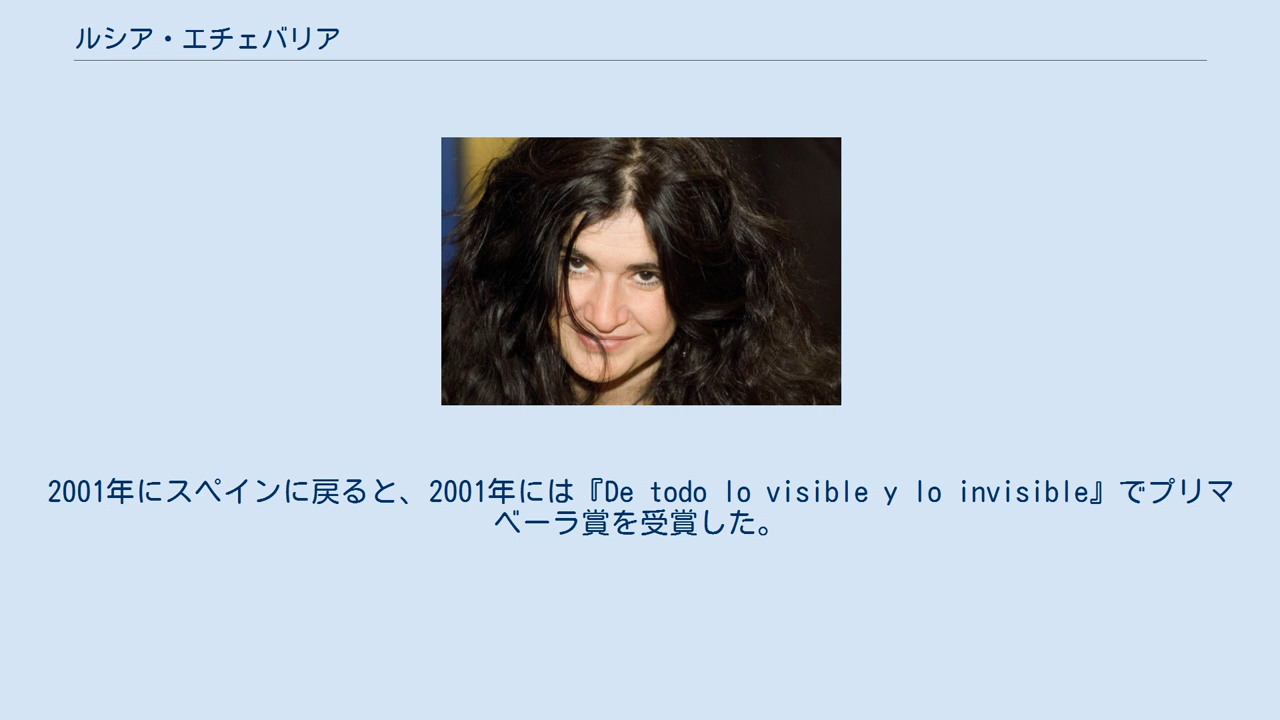 ルシア・エチェバリア
2001年にスペインに戻ると、2001年には『De todo lo visible y lo invisible』でプリマ
ベーラ賞を受賞した。